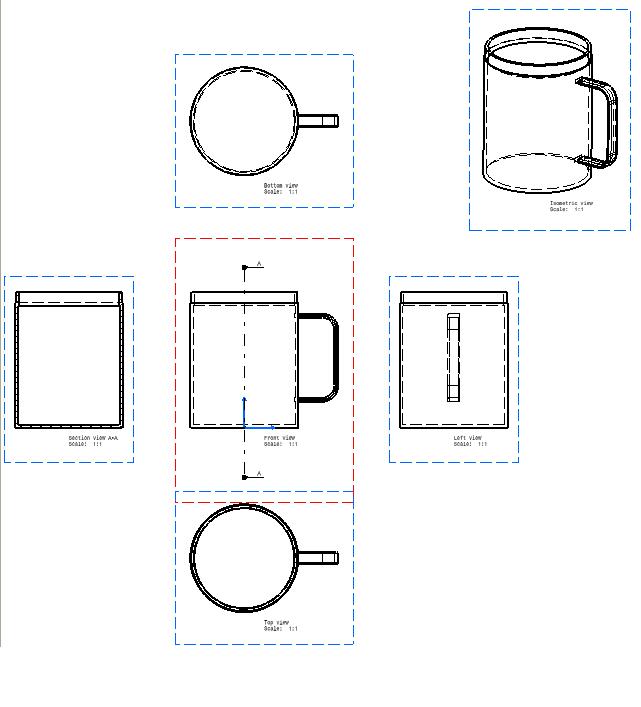 Bottom view
Scale: 1:1
Isometric view
Scale: 1:1
A
Section view A-A
Scale: 1:1
Front view
Scale: 1:1
Left view
Scale: 1:1
A
Top view
Scale: 1:1